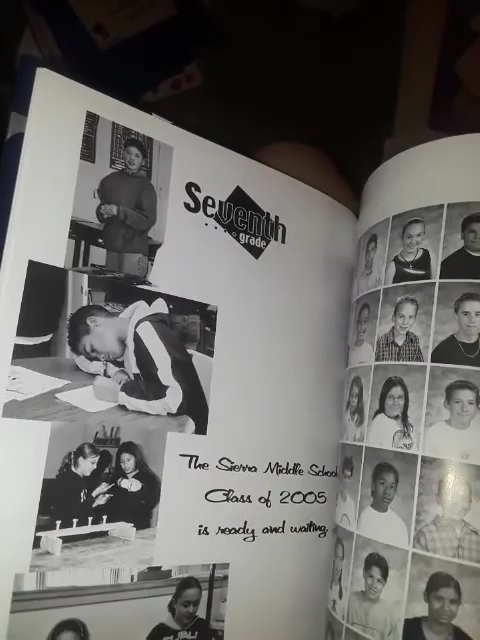 Seventh
grade
The Sierra Middle School
Class of 2005
is ready and waiting.